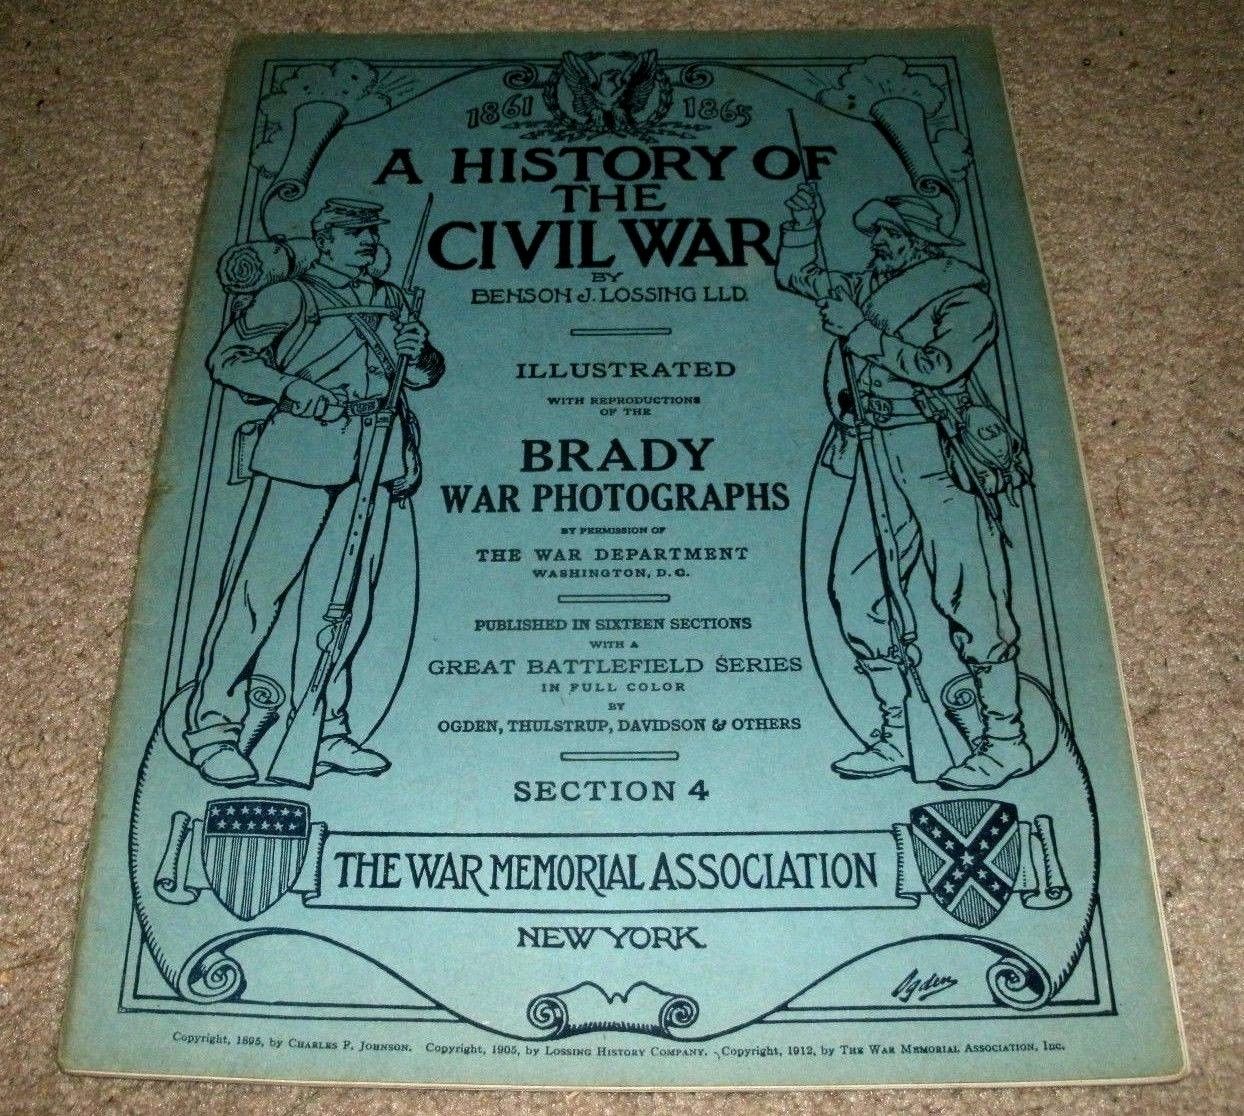 1861 1865
A HISTORY OF
THE
CIVIL WAR
BY
BENSON J. LOSSING LLD.
ILLUSTRATED
WITH REPRODUCTIONS
OF THE
BRADY
WAR PHOTOGRAPHS
BY PERMISSION OF
THE WAR DEPARTMENT
WASHINGTON, D.C.
PUBLISHED IN SIXTEEN SECTIONS
WITH A
GREAT BATTLEFIELD SERIES
IN FULL COLOR
BY
OGDEN, THULSTRUP, DAVIDSON & OTHERS
SECTION 4
THE WAR MEMORIAL ASSOCIATION
NEW YORK
Ogden
Copyright, 1895, by CHARLES F. JOHNSON. Copyright, 1905, by LOSSING HISTORY COMPANY. Copyright, 1912, by THE WAR MEMORIAL ASSOCIATION, Inc.